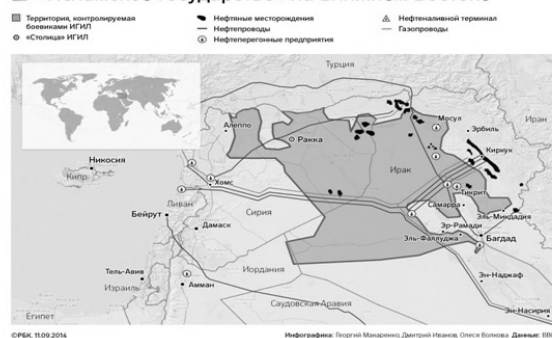 Территория, контролируемая
боевиками ИГИЛ
«Столица» ИГИЛ
Нефтяные месторождения
Нефтепроводы
Нефтеперегонные предприятия
Нефтеналивной терминал
Газопроводы
Турция
Иран
Мосул
Эрбиль
Алеппо
Ракка
Киркук
Никосия
Кипр
Ирак
Хомс
Тикрит
Ливан
Самарра
Эль-Микдадия
Бейрут
Сирия
Эр-Рамади
Дамаск
Эль-Фаллуджа
Багдад
Тель-Авив
Иордания
Израиль
Амман
Эн-Наджаф
Саудовская Аравия
Эн-Насирия
Египет
©РБК, 11.09.2014
Инфографика: Георгий Макаренко, Дмитрий Иванов, Олеся Волкова Данные: